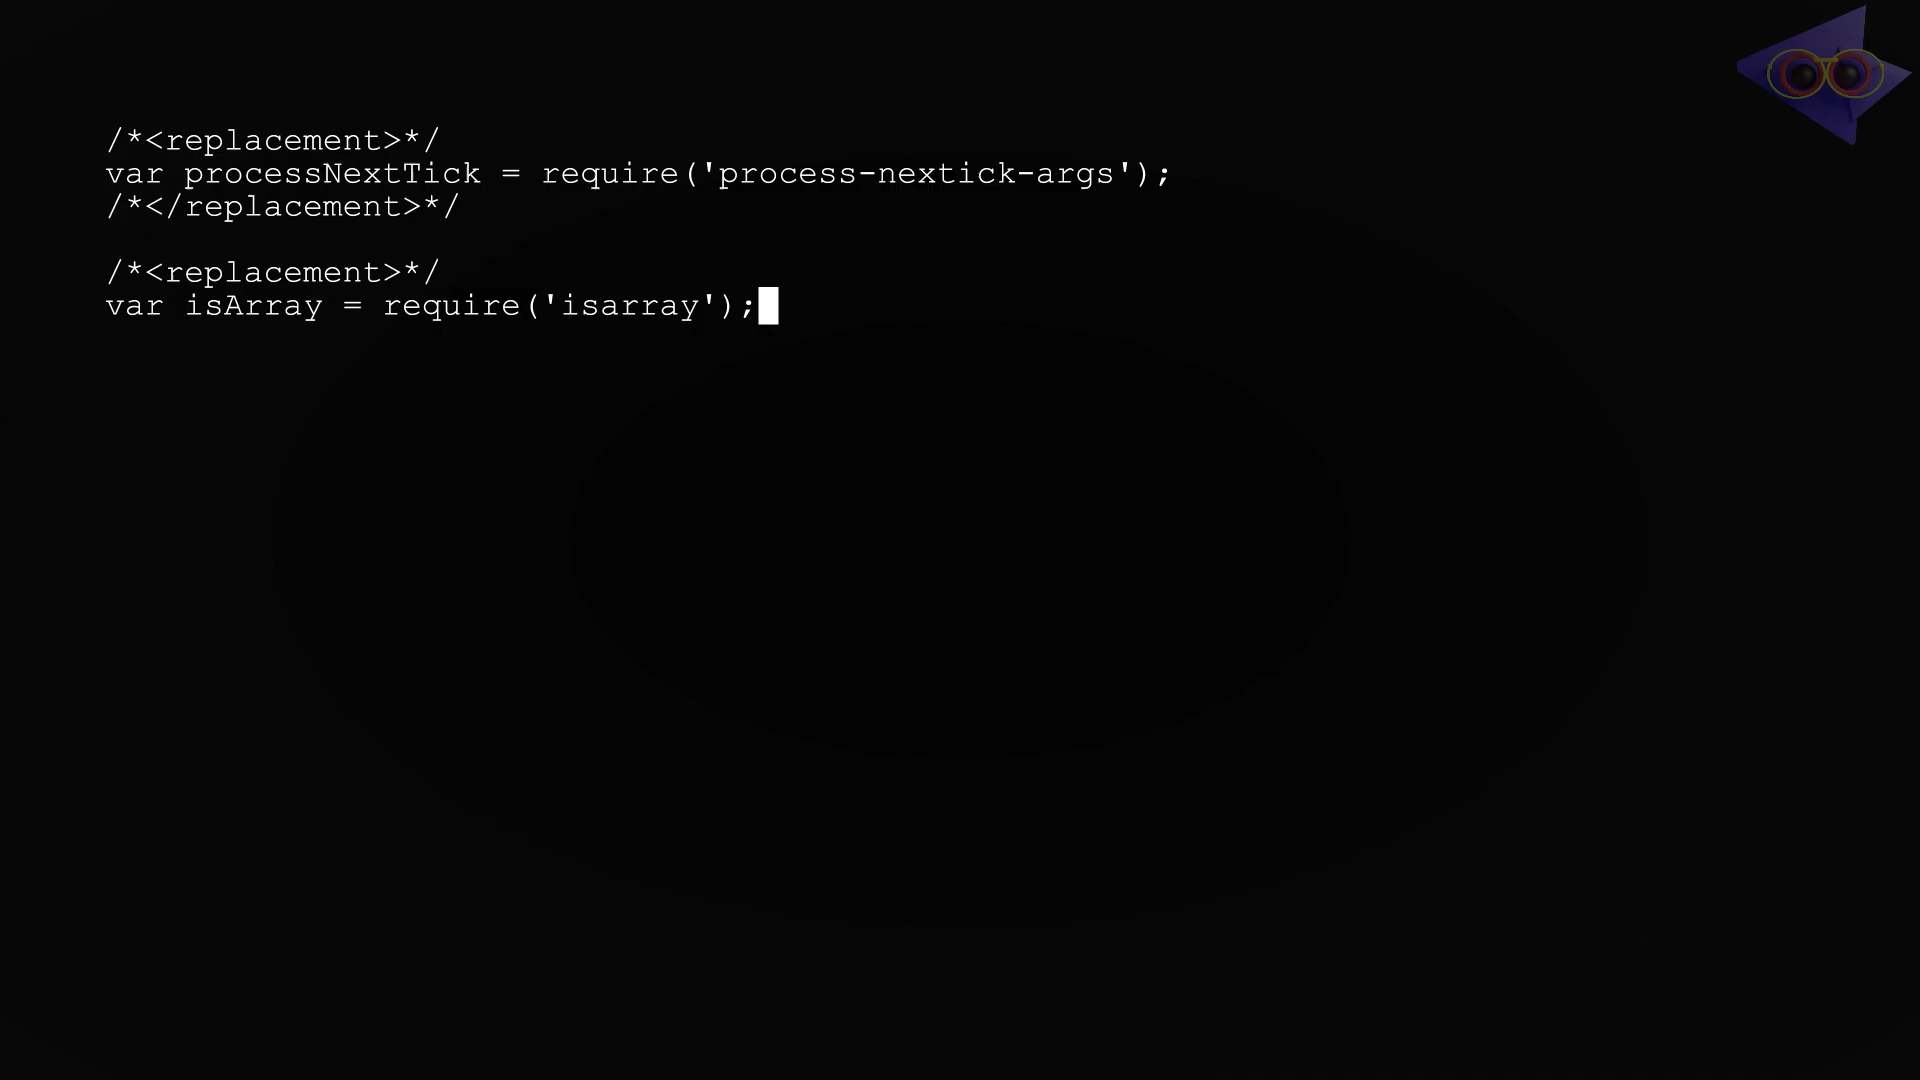 /*<replacement>*/
var processNextTick = require('process-nextick-args');
/*</replacement>*/

/*<replacement>*/
var isArray = require('isarray');